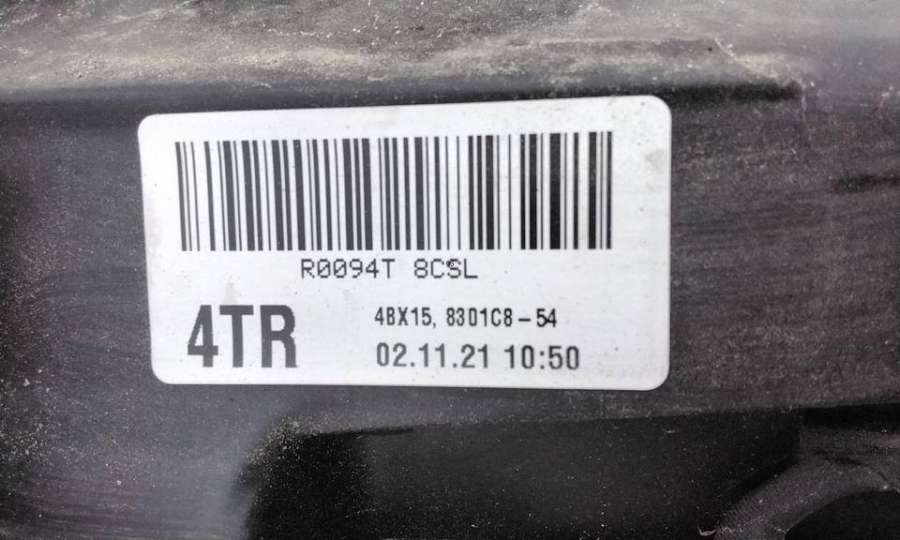 R0094T 8CSL
4TR
4BX15, 8301C8-54
02.11.21 10:50